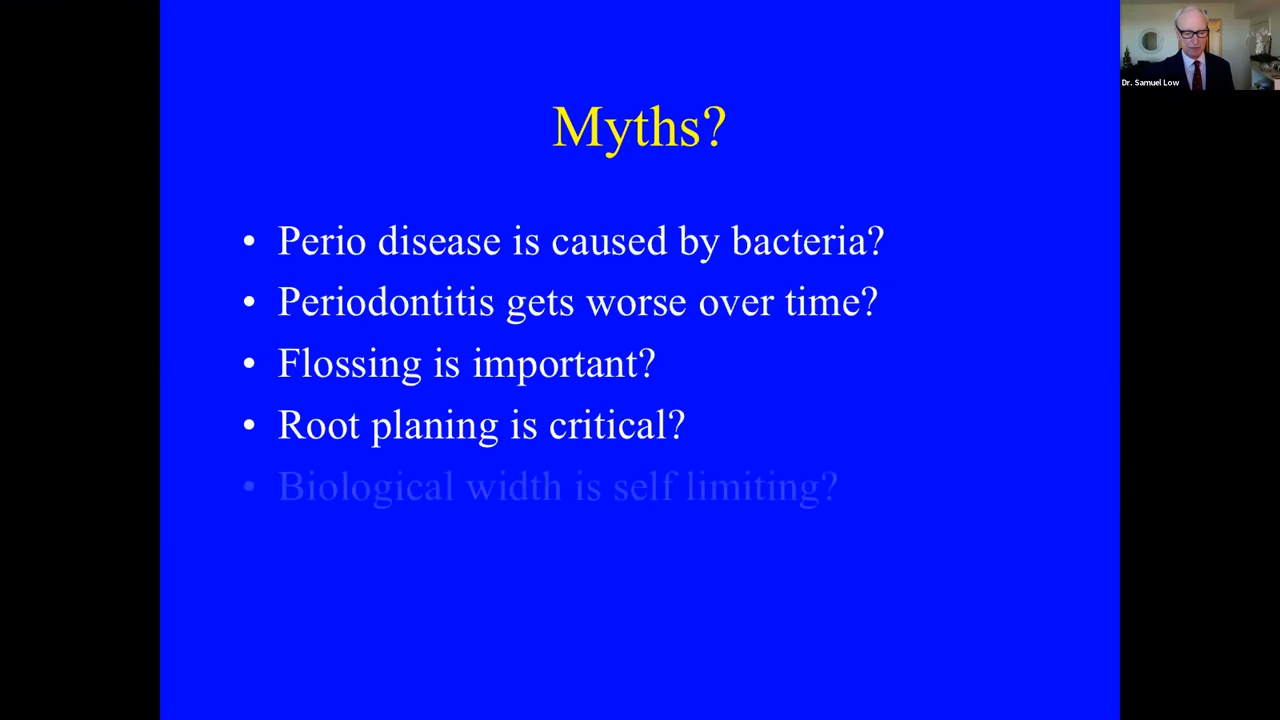 Dr. Samuel Low
Myths?
• Perio disease is caused by bacteria?
• Periodontitis gets worse over time?
• Flossing is important?
• Root planing is critical?
• Biological width is self limiting?